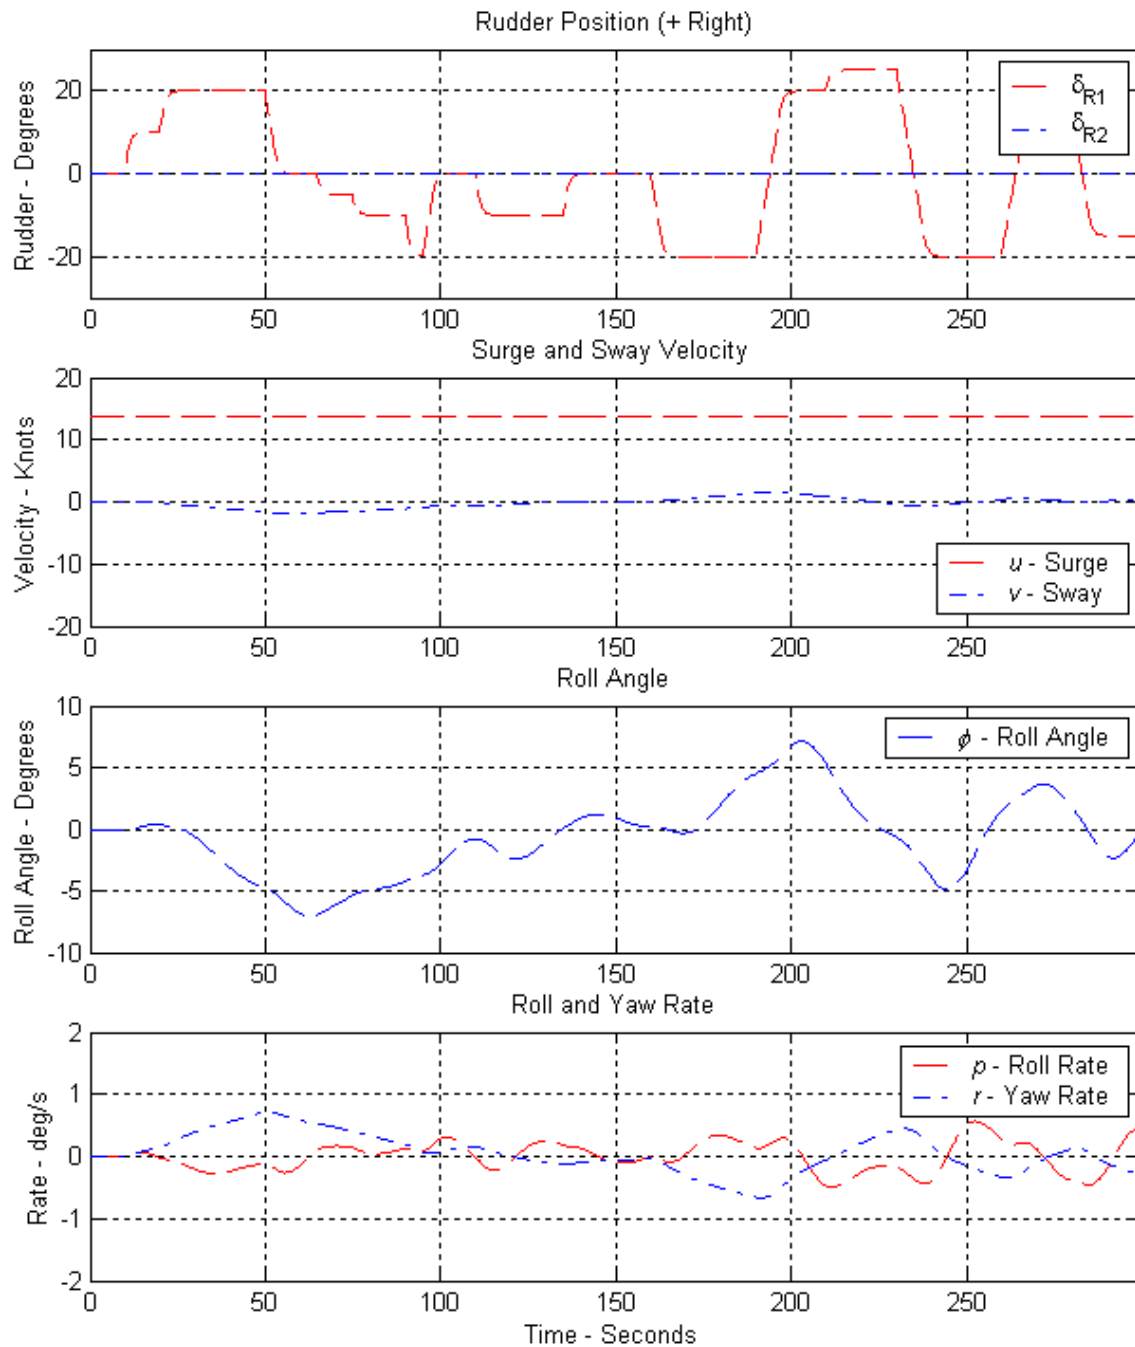 Rudder Position (+ Right)
Rudder - Degrees
20
0
-20
δR1
δR2
0 50 100 150 200 250
Surge and Sway Velocity
Velocity - Knots
20
10
0
-10
-20
u - Surge
v - Sway
0 50 100 150 200 250
Roll Angle
Roll Angle - Degrees
10
5
0
-5
-10
ϕ - Roll Angle
0 50 100 150 200 250
Roll and Yaw Rate
Rate - deg/s
2
1
0
-1
-2
p - Roll Rate
r - Yaw Rate
0 50 100 150 200 250
Time - Seconds